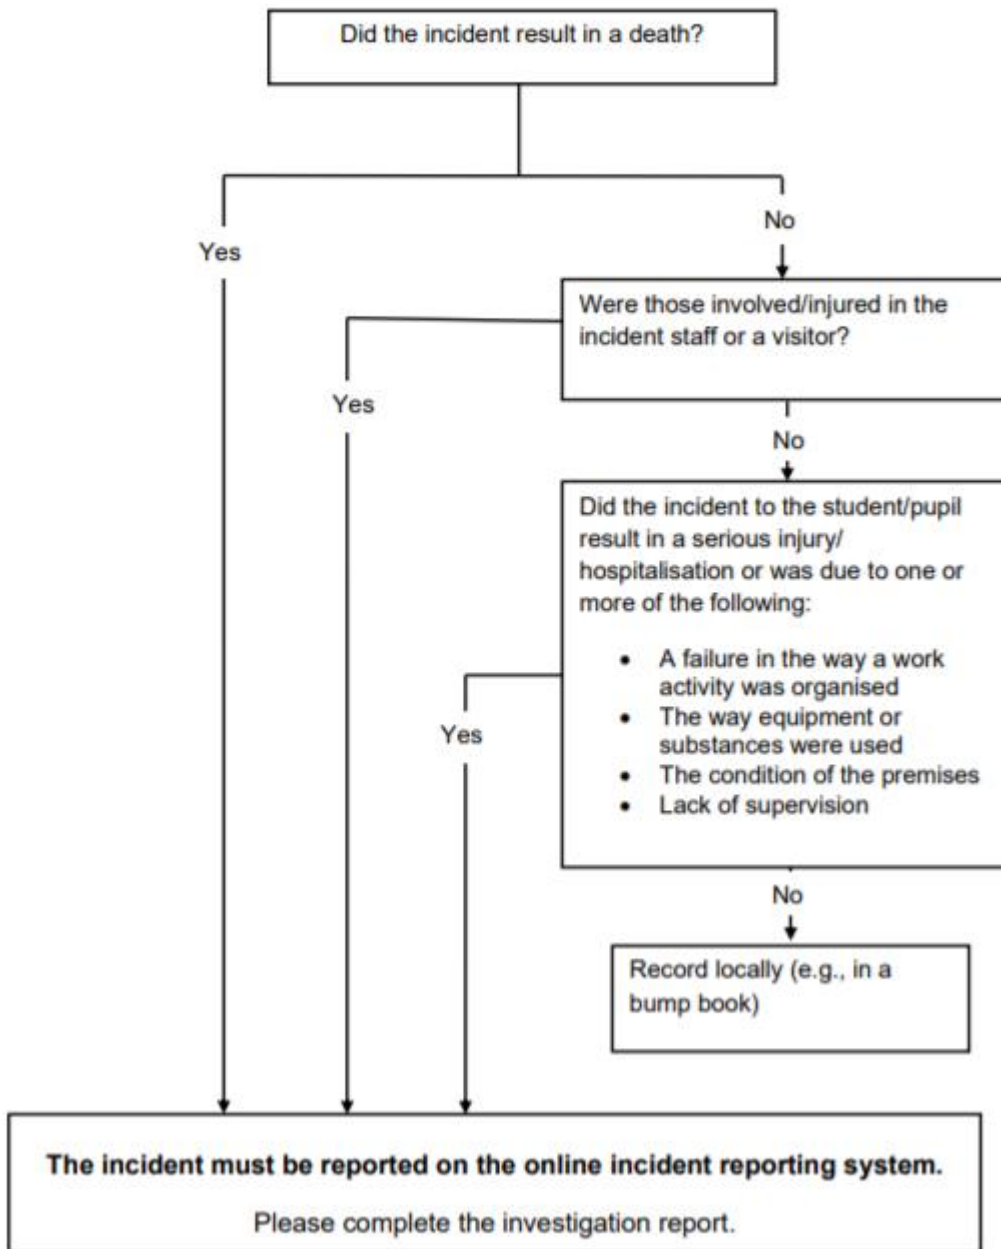 Did the incident result in a death?
Yes
No
Were those involved/injured in the
incident staff or a visitor?
Yes
No
Did the incident to the student/pupil
result in a serious injury/
hospitalisation or was due to one or
more of the following:
• A failure in the way a work
activity was organised
• The way equipment or
substances were used
• The condition of the premises
• Lack of supervision
Yes
No
Record locally (e.g., in a
bump book)
The incident must be reported on the online incident reporting system.
Please complete the investigation report.